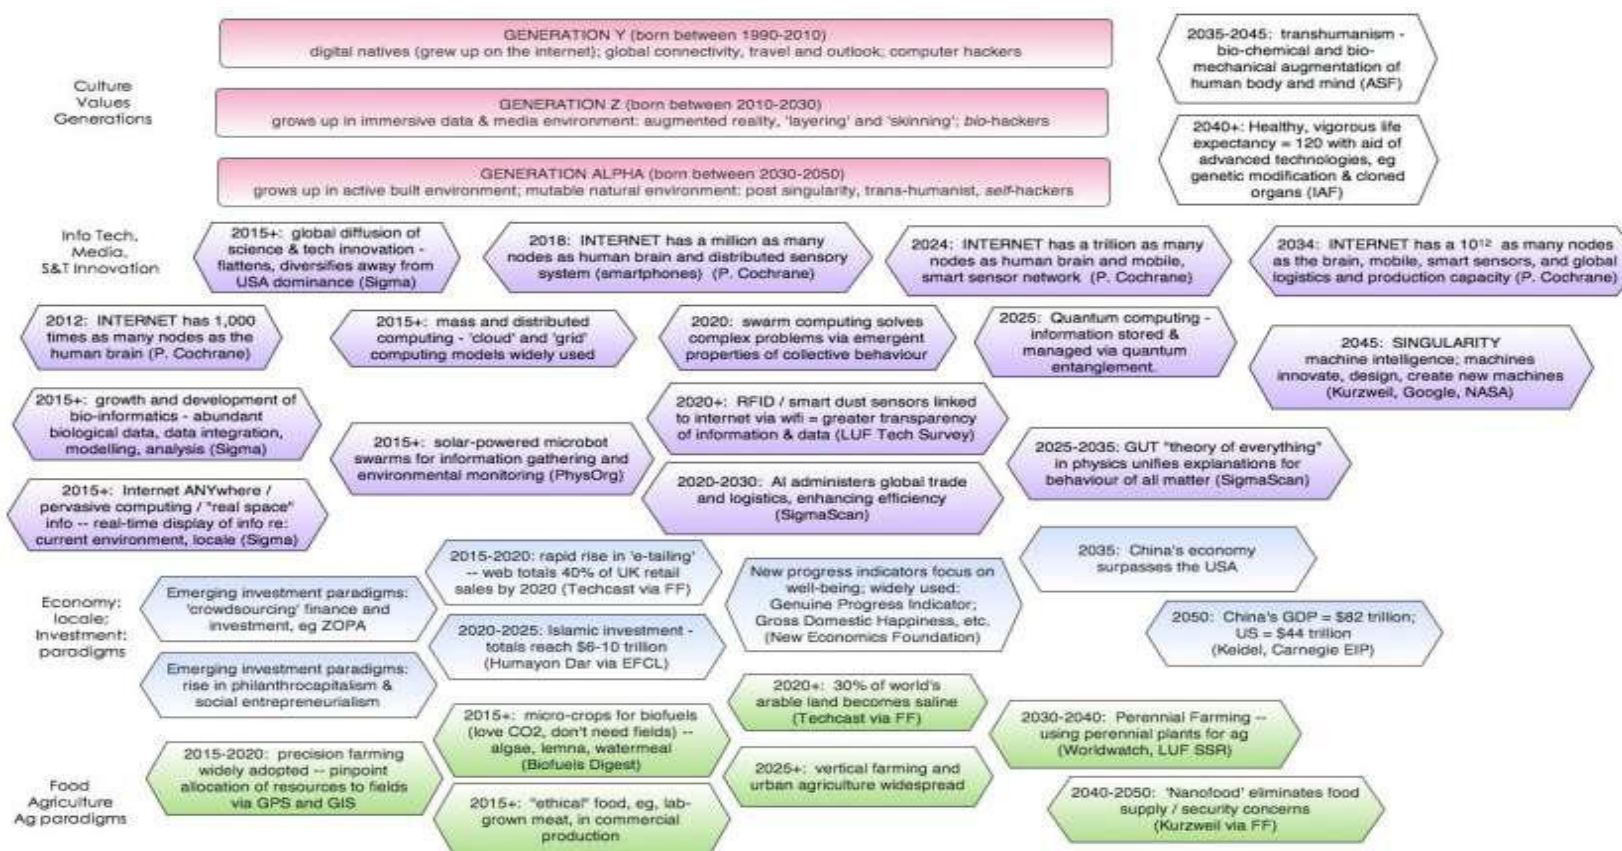 GENERATION Y (born between 1990-2010)
digital natives (grew up on the internet); global connectivity, travel and outlook; computer hackers
2035-2045: transhumanism -
bio-chemical and bio-
mechanical augmentation of
human body and mind (ASF)
Culture
Values
Generations
GENERATION Z (born between 2010-2030)
grows up in immersive data & media environment: augmented reality, 'layering' and 'skinning'; bio-hackers
2040+: Healthy, vigorous life
expectancy = 120 with aid of
advanced technologies, eg
genetic modification & cloned
organs (IAF)
GENERATION ALPHA (born between 2030-2050)
grows up in active built environment; mutable natural environment: post singularity, trans-humanist, self-hackers
Info Tech,
Media,
S&T Innovation
2015+: global diffusion of
science & tech innovation -
flattens, diversifies away from
USA dominance (Sigma)
2018: INTERNET has a million as many
nodes as human brain and distributed sensory
system (smartphones) (P. Cochrane)
2024: INTERNET has a trillion as many
nodes as human brain and mobile,
smart sensor network (P. Cochrane)
2034: INTERNET has a 10¹² as many nodes
as the brain, mobile, smart sensors, and global
logistics and production capacity (P. Cochrane)
2012: INTERNET has 1,000
times as many nodes as the
human brain (P. Cochrane)
2015+: mass and distributed
computing - 'cloud' and 'grid'
computing models widely used
2020: swarm computing solves
complex problems via emergent
properties of collective behaviour
2025: Quantum computing -
information stored &
managed via quantum
entanglement.
2045: SINGULARITY
machine intelligence; machines
innovate, design, create new machines
(Kurzweil, Google, NASA)
2015+: growth and development of
bio-informatics - abundant
biological data, data integration,
modelling, analysis (Sigma)
2015+: solar-powered microbot
swarms for information gathering and
environmental monitoring (PhysOrg)
2020+: RFID / smart dust sensors linked
to internet via wifi = greater transparency
of information & data (LUF Tech Survey)
2025-2035: GUT "theory of everything"
in physics unifies explanations for
behaviour of all matter (SigmaScan)
2015+: Internet ANYwhere /
pervasive computing / "real space"
info -- real-time display of info re:
current environment, locale (Sigma)
2020-2030: AI administers global trade
and logistics, enhancing efficiency
(SigmaScan)
Economy:
locale;
Investment:
paradigms
Emerging investment paradigms:
'crowdsourcing' finance and
investment, eg ZOPA
2015-2020: rapid rise in 'e-tailing'
-- web totals 40% of UK retail
sales by 2020 (Techcast via FF)
New progress indicators focus on
well-being; widely used:
Genuine Progress Indicator;
Gross Domestic Happiness, etc.
(New Economics Foundation)
2035: China's economy
surpasses the USA
2020-2025: Islamic investment -
totals reach $6-10 trillion
(Humayon Dar via EFCL)
2050: China's GDP = $82 trillion;
US = $44 trillion
(Keidel, Carnegie EIP)
Emerging investment paradigms:
rise in philanthrocapitalism &
social entrepreneurialism
Food
Agriculture
Ag paradigms
2015-2020: precision farming
widely adopted -- pinpoint
allocation of resources to fields
via GPS and GIS
2015+: micro-crops for biofuels
(love CO2, don't need fields) --
algae, lemna, watermeal
(Biofuels Digest)
2020+: 30% of world's
arable land becomes saline
(Techcast via FF)
2030-2040: Perennial Farming --
using perennial plants for ag
(Worldwatch, LUF SSR)
2025+: vertical farming and
urban agriculture widespread
2015+: "ethical" food, eg, lab-
grown meat, in commercial
production
2040-2050: 'Nanofood' eliminates food
supply / security concerns
(Kurzweil via FF)